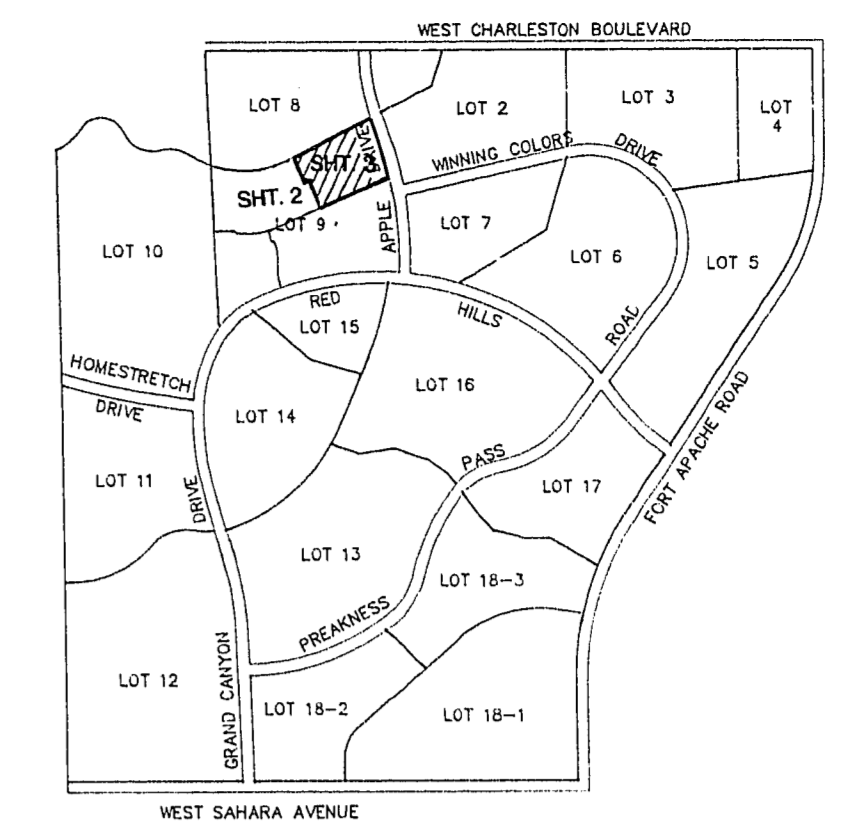 WEST CHARLESTON BOULEVARD
LOT 8
LOT 2
LOT 3
LOT
4
SHT. 3
DRIVE
WINNING COLORS
DRIVE
SHT. 2
LOT 9
APPLE
LOT 7
LOT 10
LOT 6
LOT 5
RED
HILLS
LOT 15
ROAD
HOMESTRETCH
DRIVE
LOT 16
LOT 14
FORT APACHE ROAD
PASS
LOT 11
DRIVE
LOT 17
LOT 13
LOT 18-3
PREAKNESS
GRAND CANYON
LOT 12
LOT 18-2
LOT 18-1
WEST SAHARA AVENUE